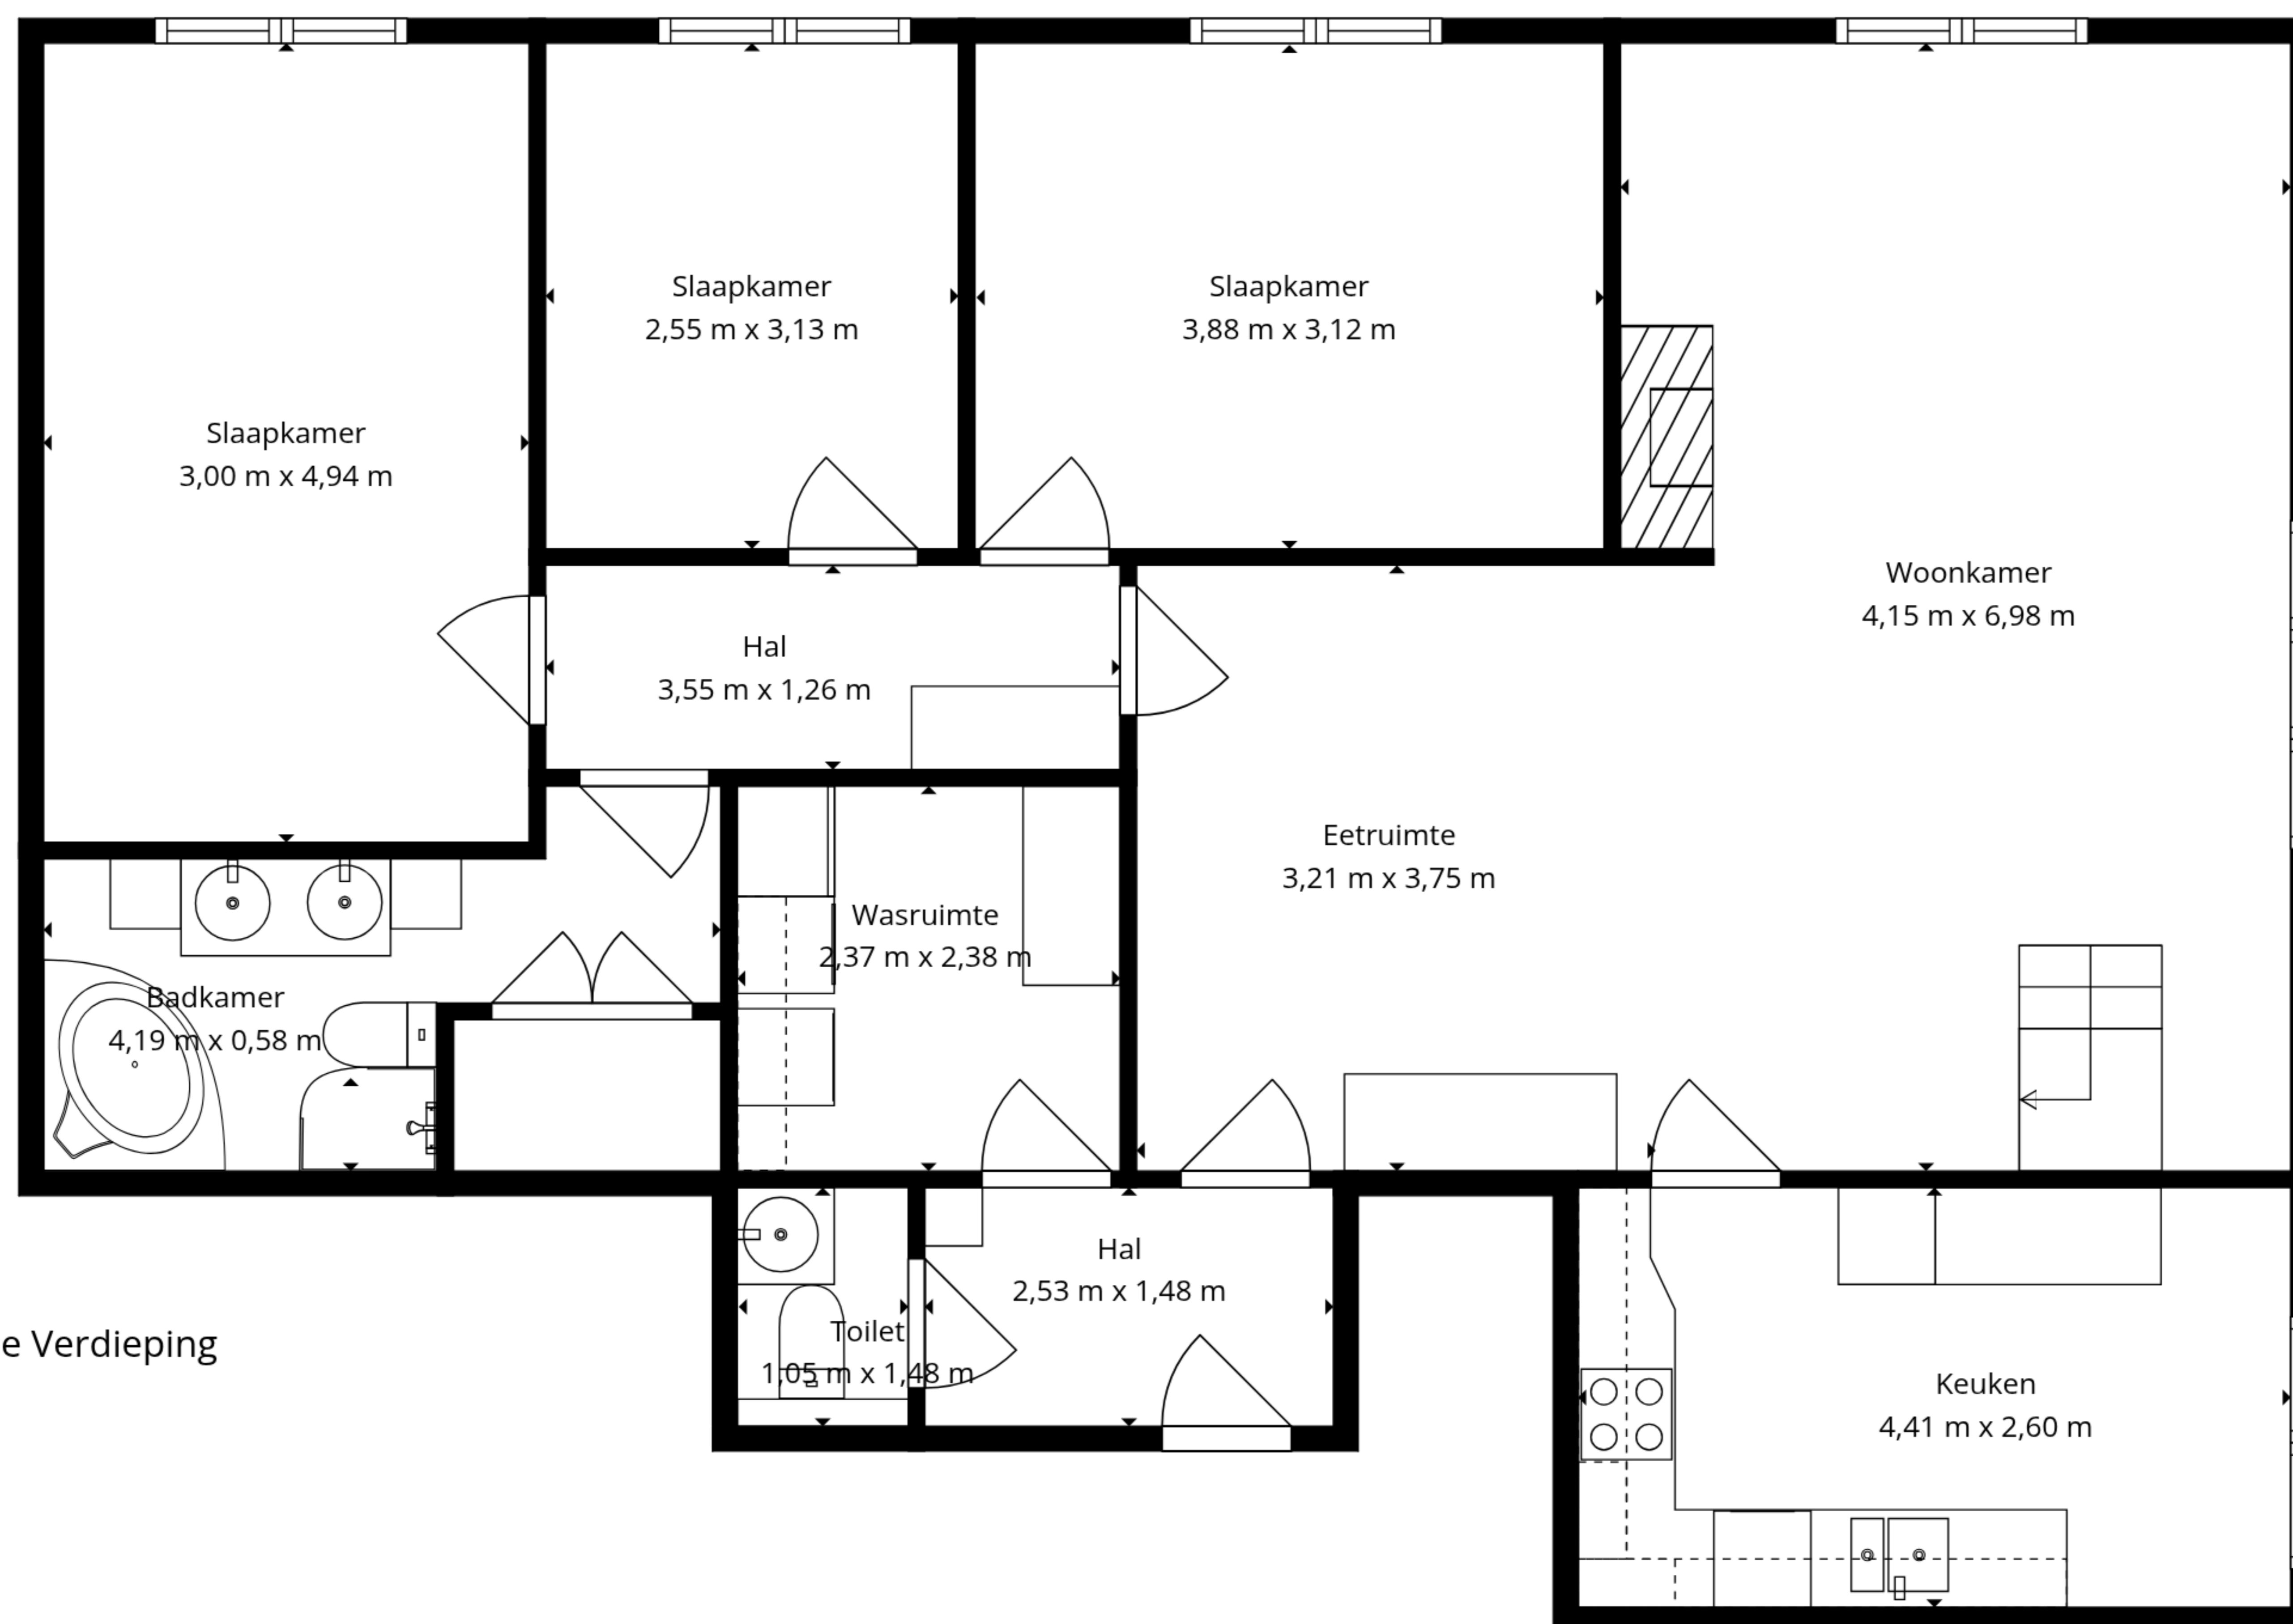 Slaapkamer
2,55 m x 3,13 m
Slaapkamer
3,88 m x 3,12 m
Slaapkamer
3,00 m x 4,94 m
Woonkamer
4,15 m x 6,98 m
Hal
3,55 m x 1,26 m
Eetruimte
3,21 m x 3,75 m
Wasruimte
2,37 m x 2,38 m
Badkamer
4,19 m x 0,58 m
Hal
2,53 m x 1,48 m
Toilet
1,05 m x 1,48 m
e Verdieping
Keuken
4,41 m x 2,60 m